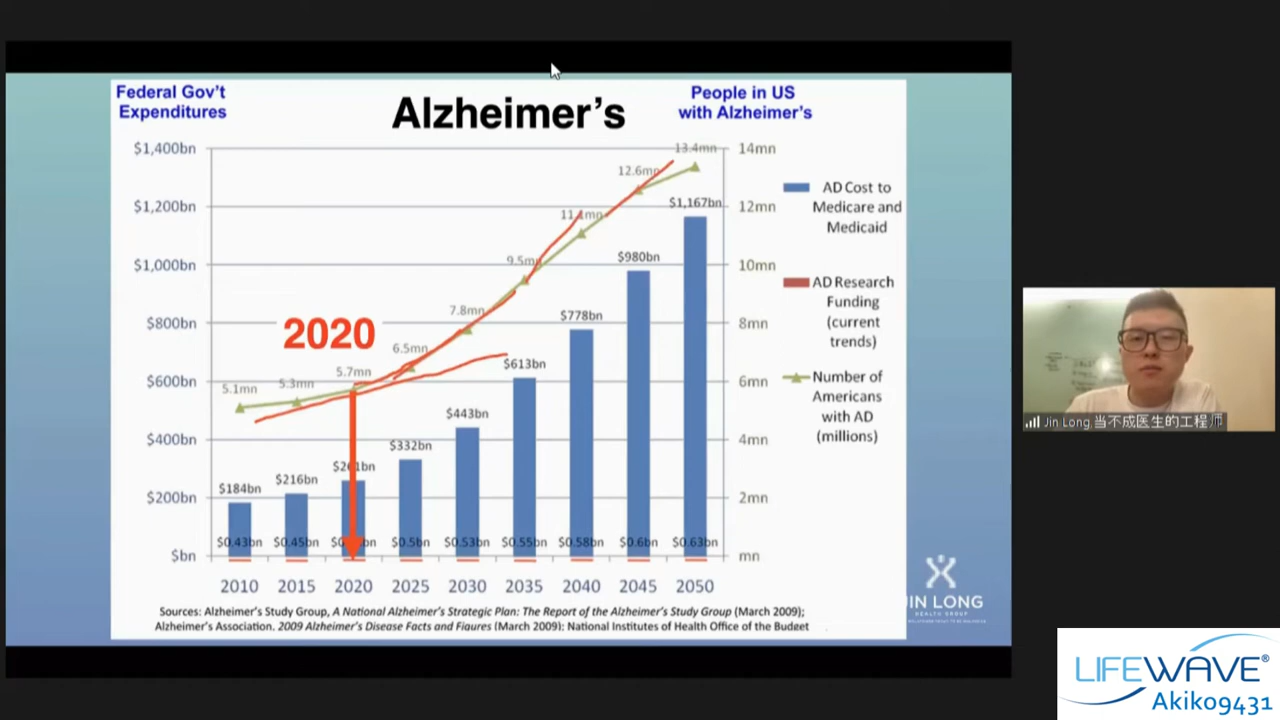 Federal Gov't
Expenditures
Alzheimer's
People in US
with Alzheimer's
$1,400bn
$1,200bn
$1,000bn
$800bn
$600bn
$400bn
$200bn
$bn
14mn
12mn
10mn
8mn
6mn
4mn
2mn
mn
2020
5.1mn
5.3mn
5.7mn
6.5mn
7.8mn
9.5mn
11.1mn
12.6mn
13.4mn
$184bn
$216bn
$261bn
$332bn
$443bn
$613bn
$778bn
$980bn
$1,167bn
$0.43bn
$0.45bn
$0.5bn
$0.53bn
$0.55bn
$0.58bn
$0.6bn
$0.63bn
2010 2015 2020 2025 2030 2035 2040 2045 2050
AD Cost to
Medicare and
Medicaid
AD Research
Funding
(current
trends)
Number of
Americans
with AD
(millions)
Sources: Alzheimer's Study Group, A National Alzheimer's Strategic Plan: The Report of the Alzheimer's Study Group (March 2009);
Alzheimer's Association. 2009 Alzheimer's Disease Facts and Figures (March 2009): National Institutes of Health Office of the Budget
JIN LONG
HEALTH GROUP
Jin Long 当不成医生的工程师
LIFEWAVE®
Akiko9431